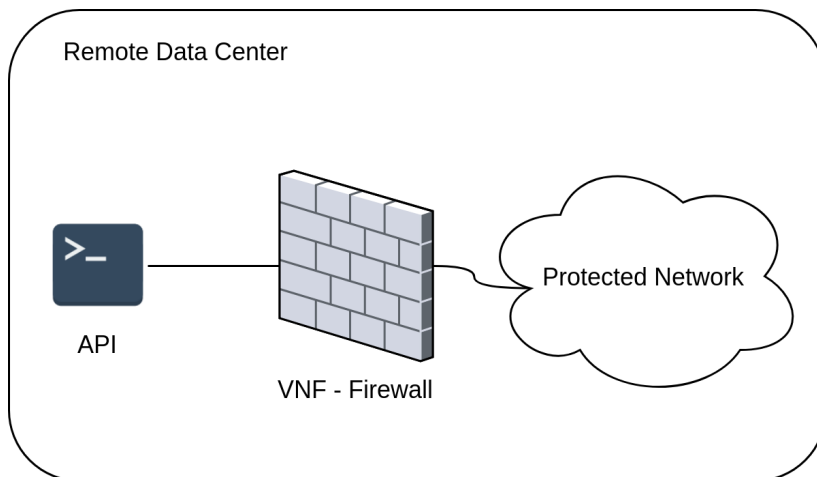 Remote Data Center
>_
API
VNF - Firewall
Protected Network